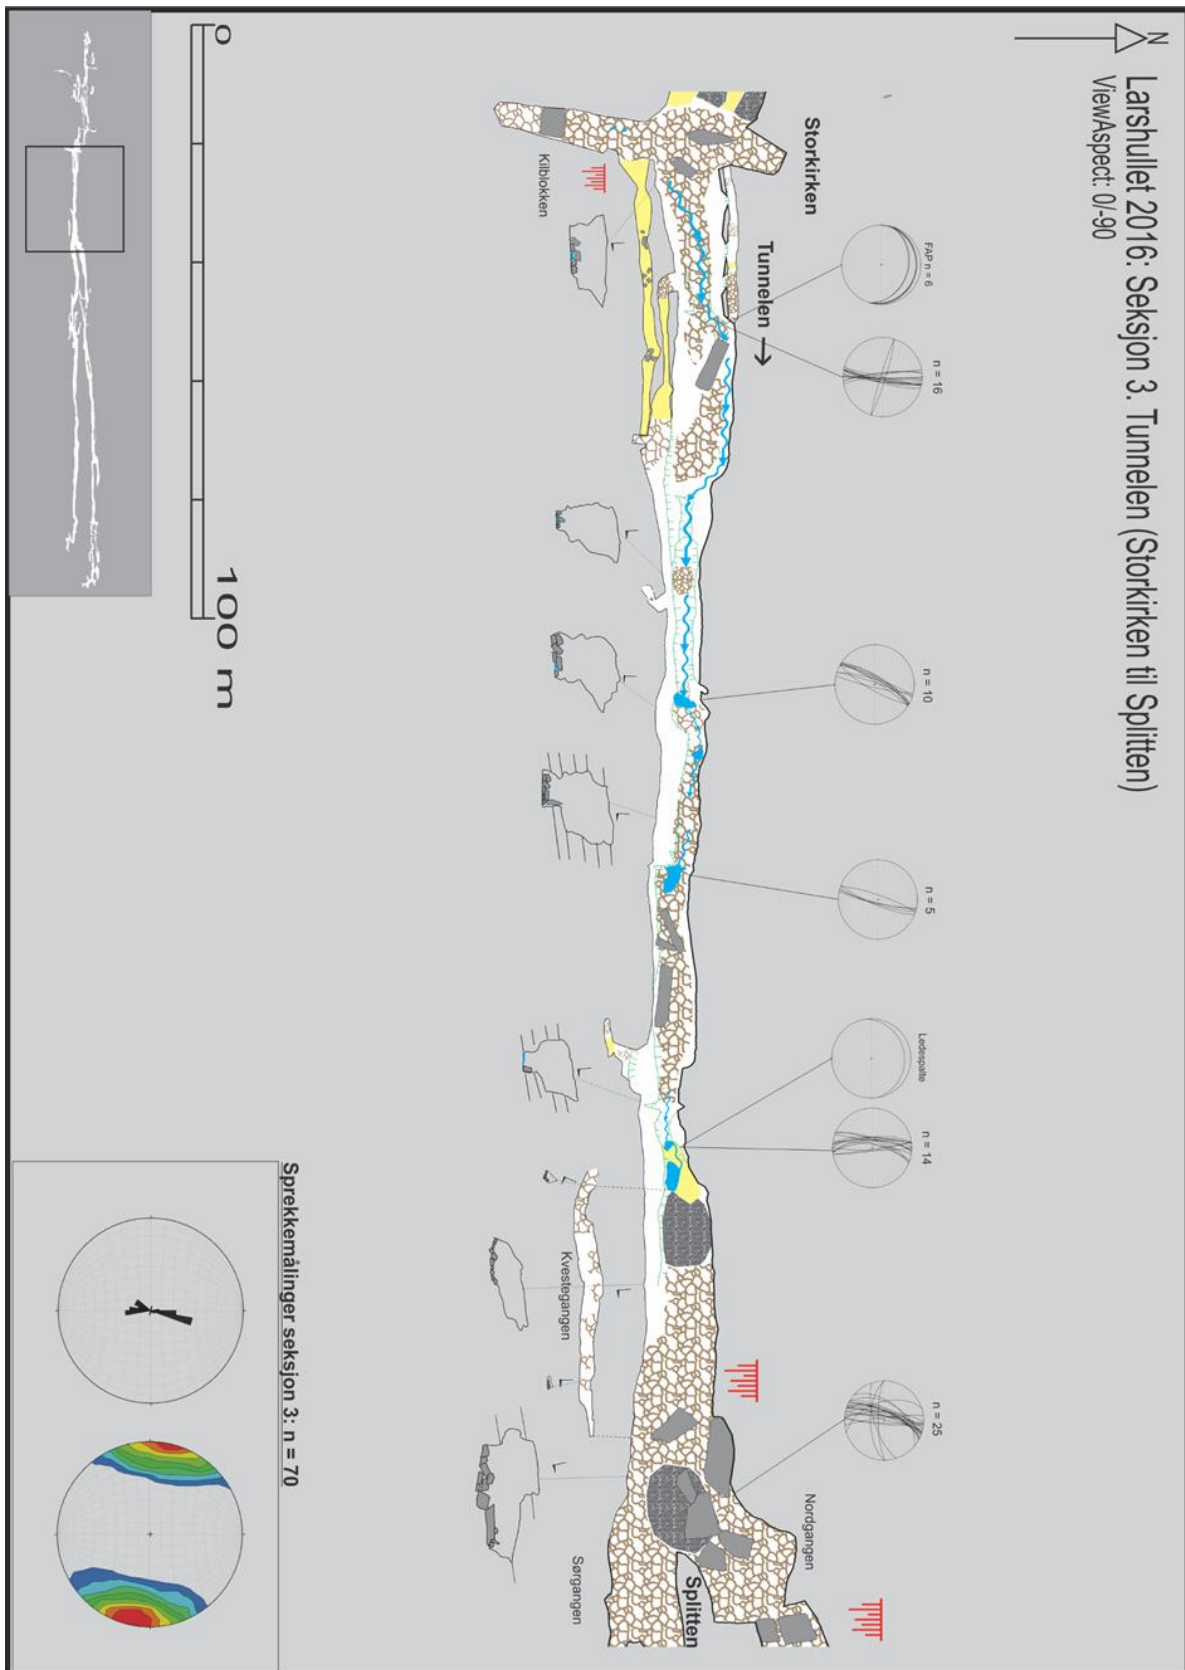 N
Larshullet 2016: Seksjon 3. Tunnelen (Storkirken til Splitten)
ViewAspect: 0/-90
0
100 m
Storkirken
Tunnelen →
Kilblokken
FAP n = 6
n = 16
n = 10
n = 5
Ledespalte
n = 14
n = 25
Kvestegangen
Nordgangen
Splitten
Sørgangen
Sprekkemålinger seksjon 3: n = 70